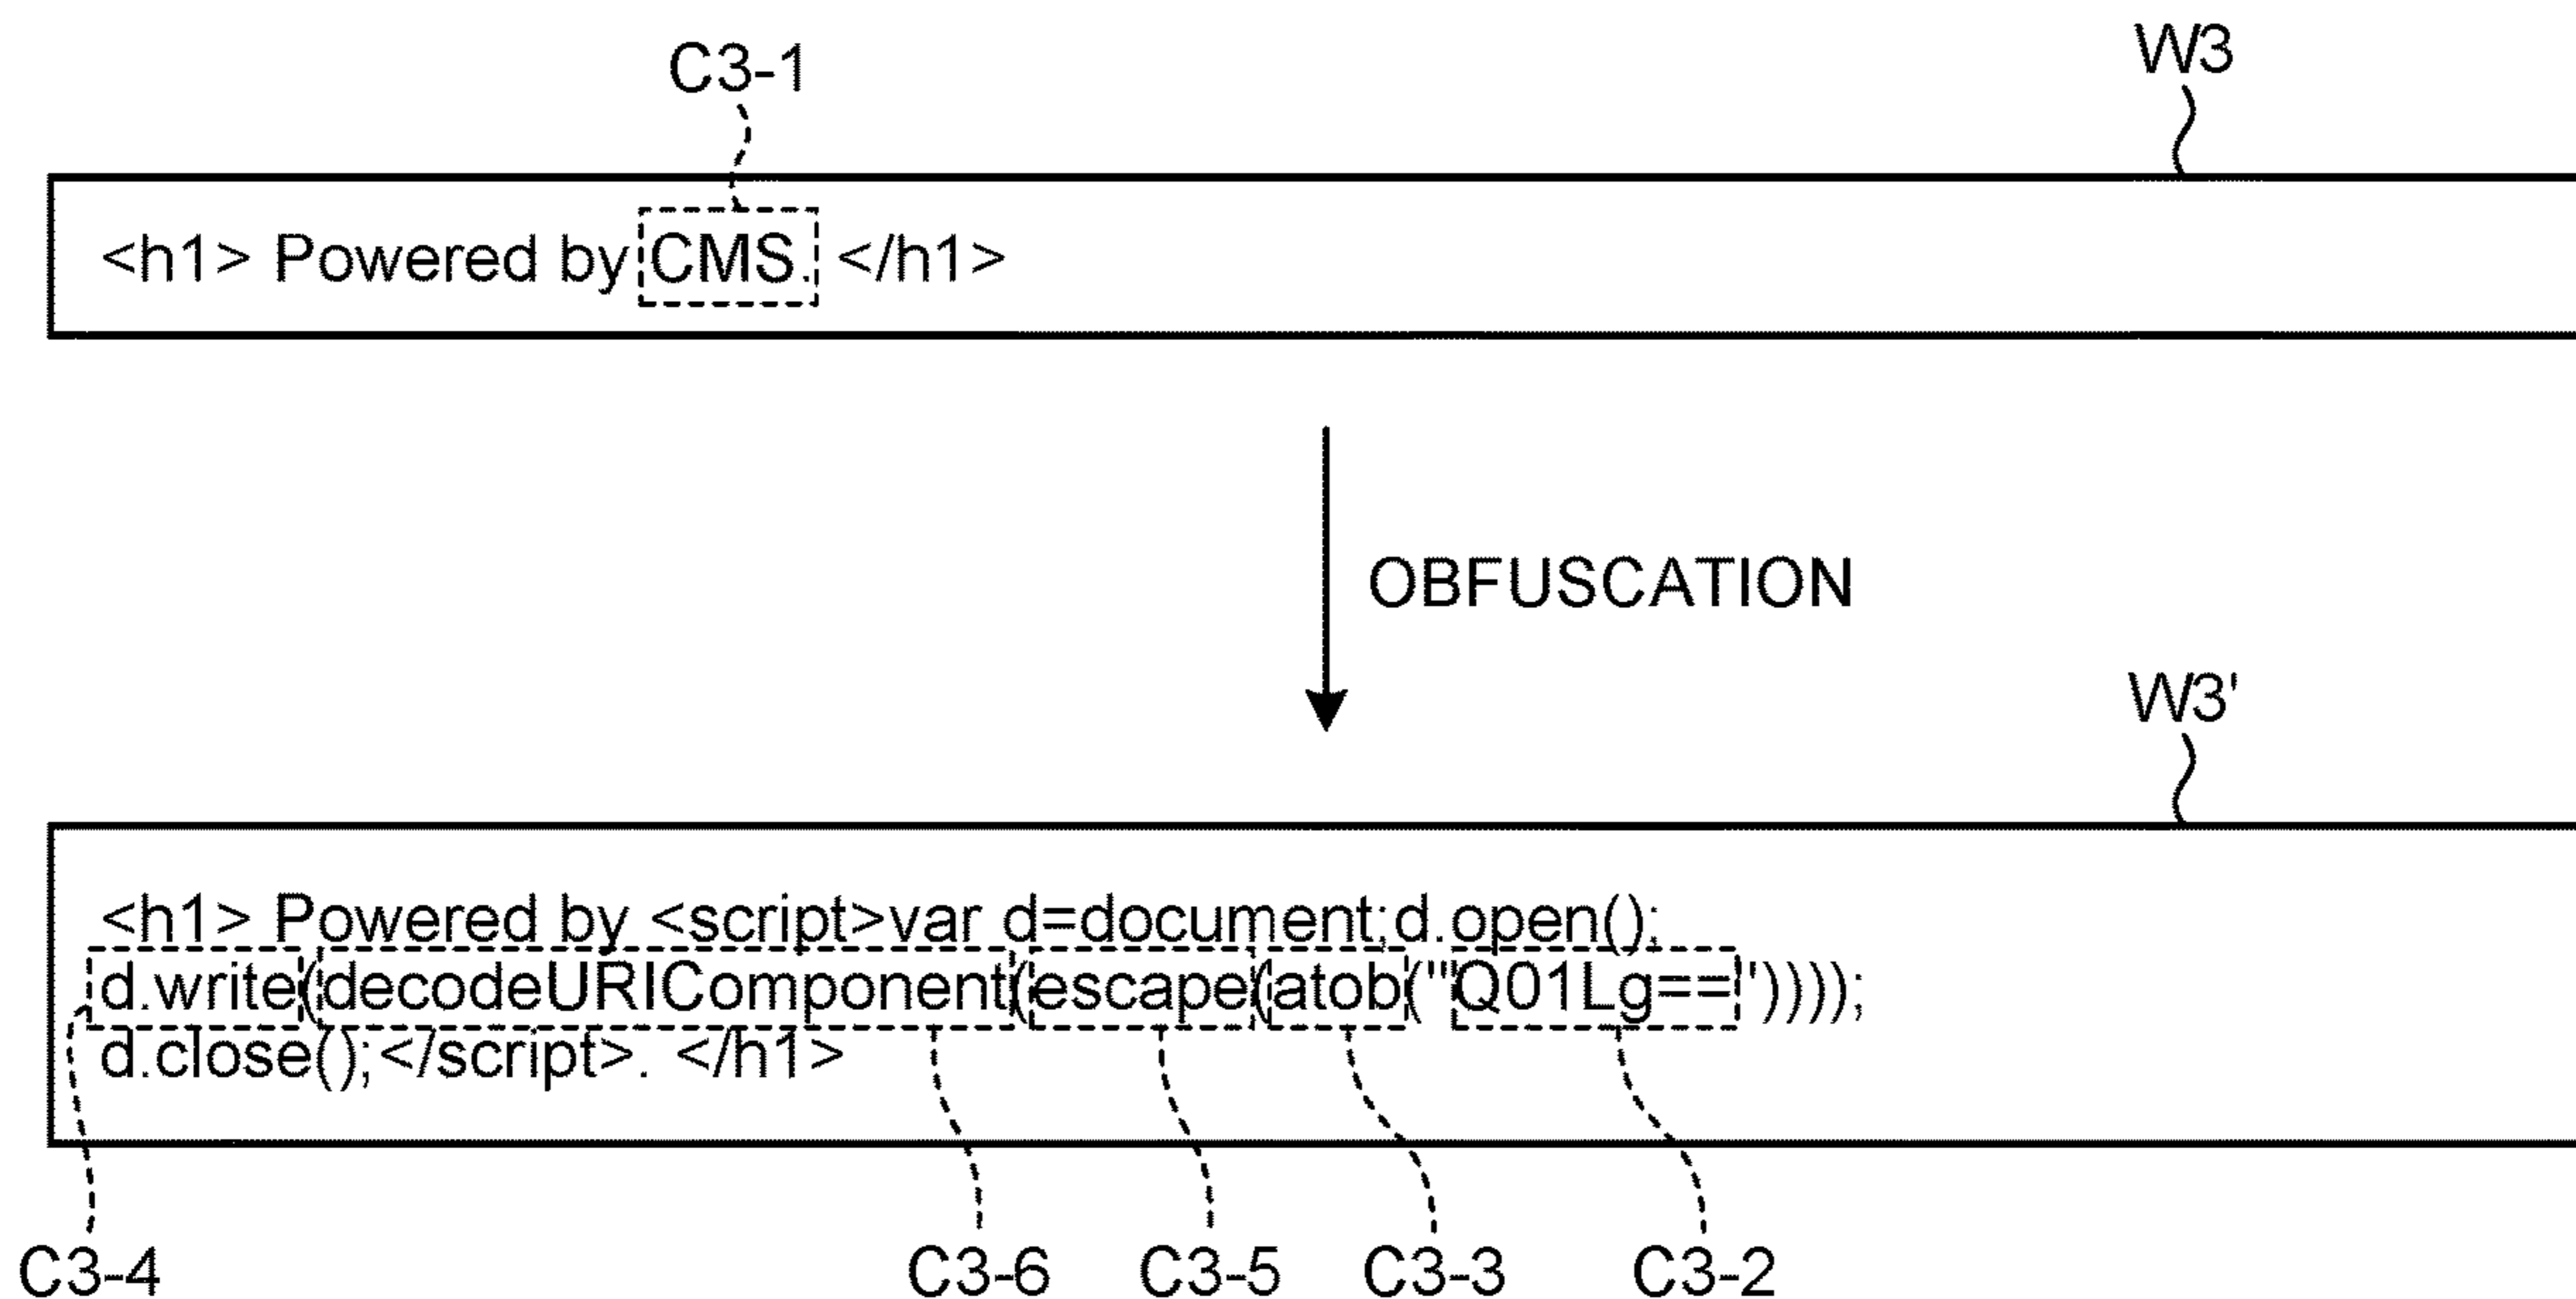 C3-1
W3
<h1> Powered by CMS. </h1>
OBFUSCATION
W3'
<h1> Powered by <script>var d=document;d.open();
d.write(decodeURIComponent(escape(atob("Q01Lg=="))));
d.close();</script>. </h1>
C3-4
C3-6
C3-5
C3-3
C3-2